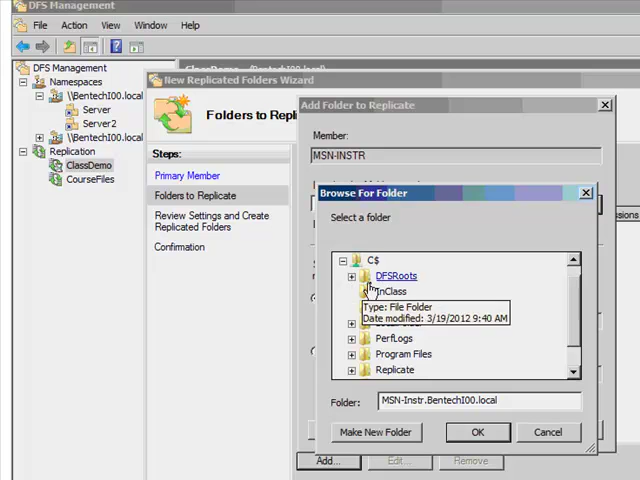 DFS Management
File Action View Window Help
DFS Management
Namespaces
\\BentechI00.local
Server
Server2
\\BentechI00.local
Replication
ClassDemo
CourseFiles
New Replicated Folders Wizard
Folders to Repli
Steps:
Primary Member
Folders to Replicate
Review Settings and Create
Replicated Folders
Confirmation
Add Folder to Replicate
Member:
MSN-INSTR
Browse For Folder
Select a folder
C$
DFSRoots
InClass
Type: File Folder
Date modified: 3/19/2012 9:40 AM
PerfLogs
Program Files
Replicate
Folder: MSN-Instr.BentechI00.local
Make New Folder OK Cancel
Add... Edit... Remove